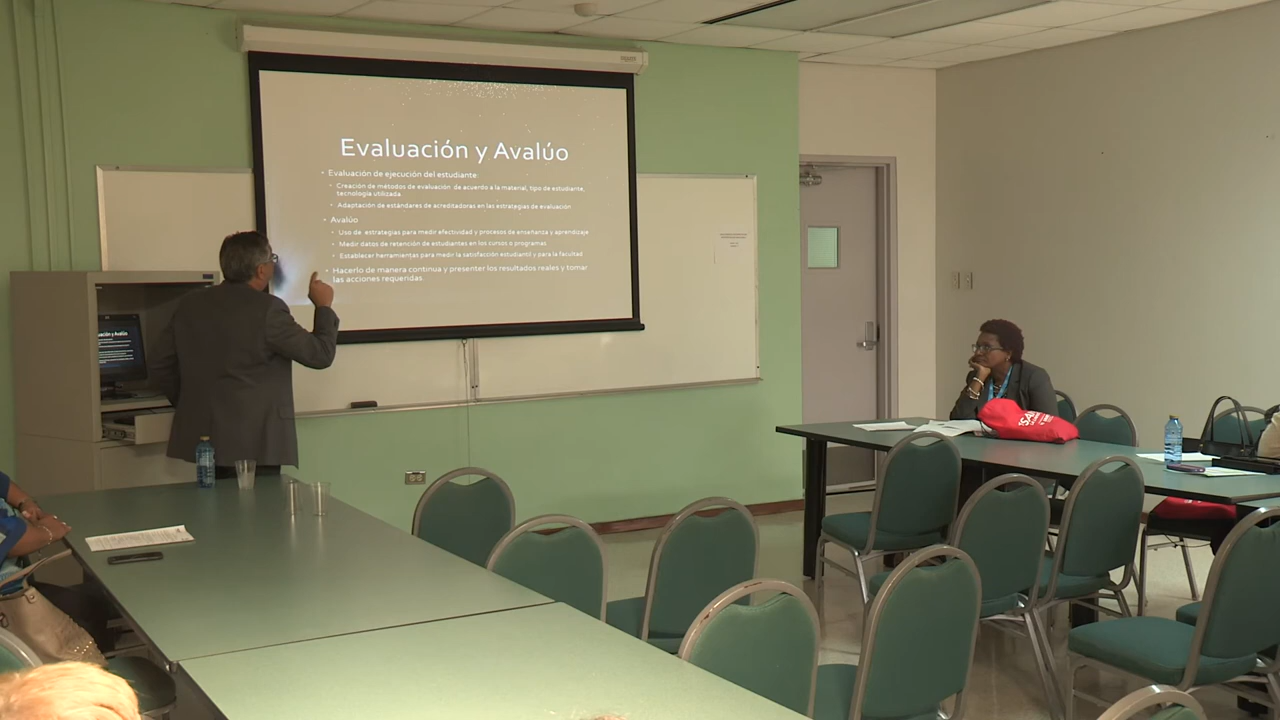 Evaluación y Avalúo
• Evaluación de ejecución del estudiante:
• Creación de métodos de evaluación de acuerdo a la material, tipo de estudiante,
tecnología utilizada
• Adaptación de estándares de acreditadoras en las estrategias de evaluación
• Avalúo
• Uso de estrategias para medir efectividad y procesos de enseñanza y aprendizaje
• Medir datos de retención de estudiantes en los cursos o programas
• Establecer herramientas para medir la satisfacción estudiantil y para la facultad
• Hacerlo de manera continua y presentar los resultados reales y tomar
las acciones requeridas.